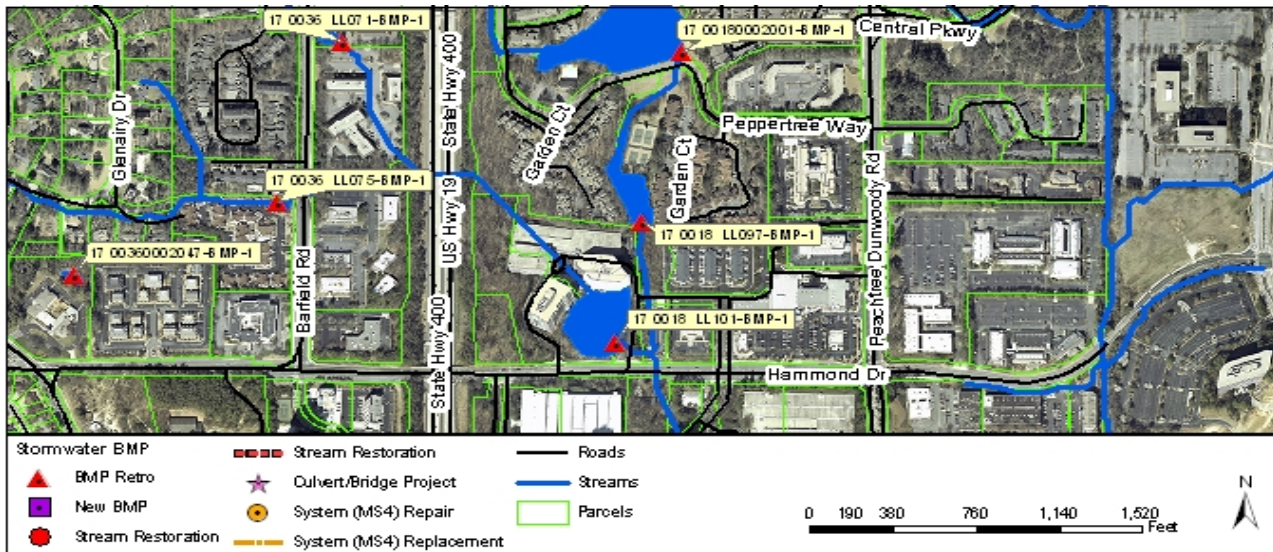 17 0036 LL071-BMP-1
17 00180002001-BMP-1
Central Pkwy
State Hwy 400
Glenairy Dr
Garden Ct
Peppertree Way
17 0036 LL075-BMP-1
US Hwy 19
Garden Ct
Peachtree Dunwoody Rd
17 0018 LL097-BMP-1
17 00360002047-BMP-1
Barfield Rd
17 0018 LL101-BMP-1
State Hwy 400
Hammond Dr
Stormwater BMP
BMP Retro
New BMP
Stream Restoration
Stream Restoration
Culvert/Bridge Project
System (MS4) Repair
System (MS4) Replacement
Roads
Streams
Parcels
N
0 190 380 760 1,140 1,520
Feet